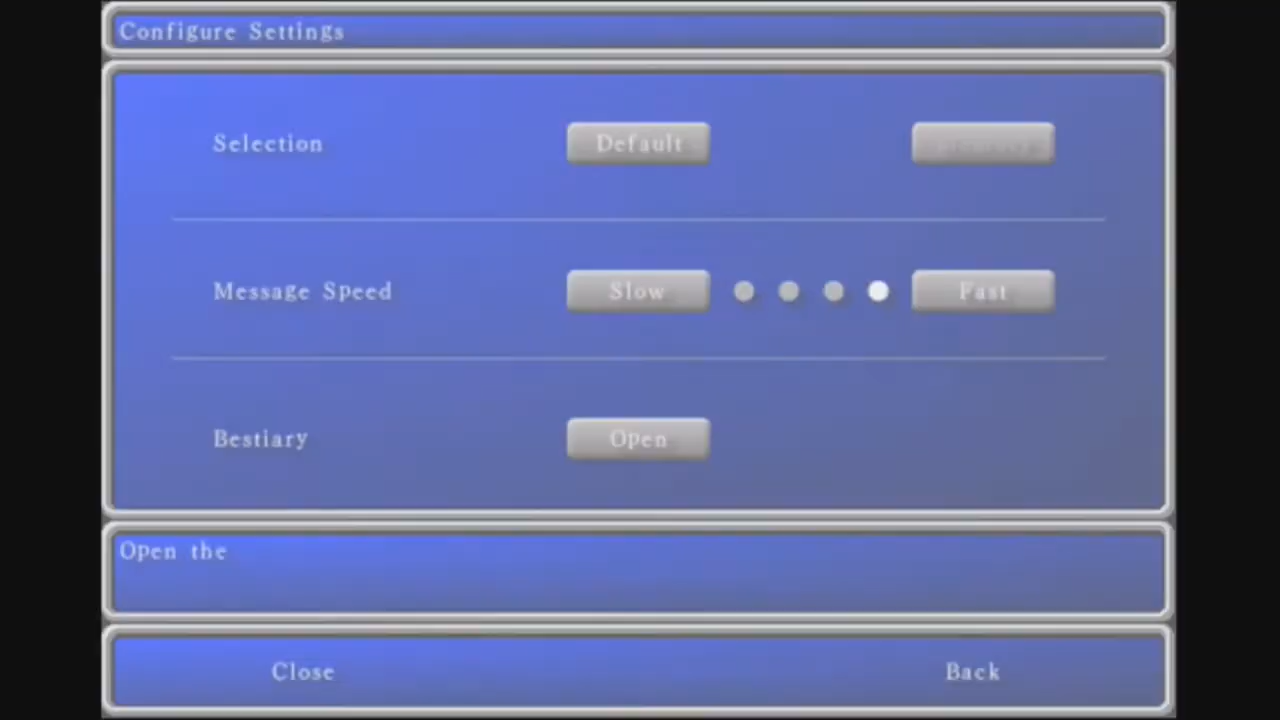 Configure Settings
Selection Default
Message Speed Slow Fast
Bestiary Open
Open the
Close Back